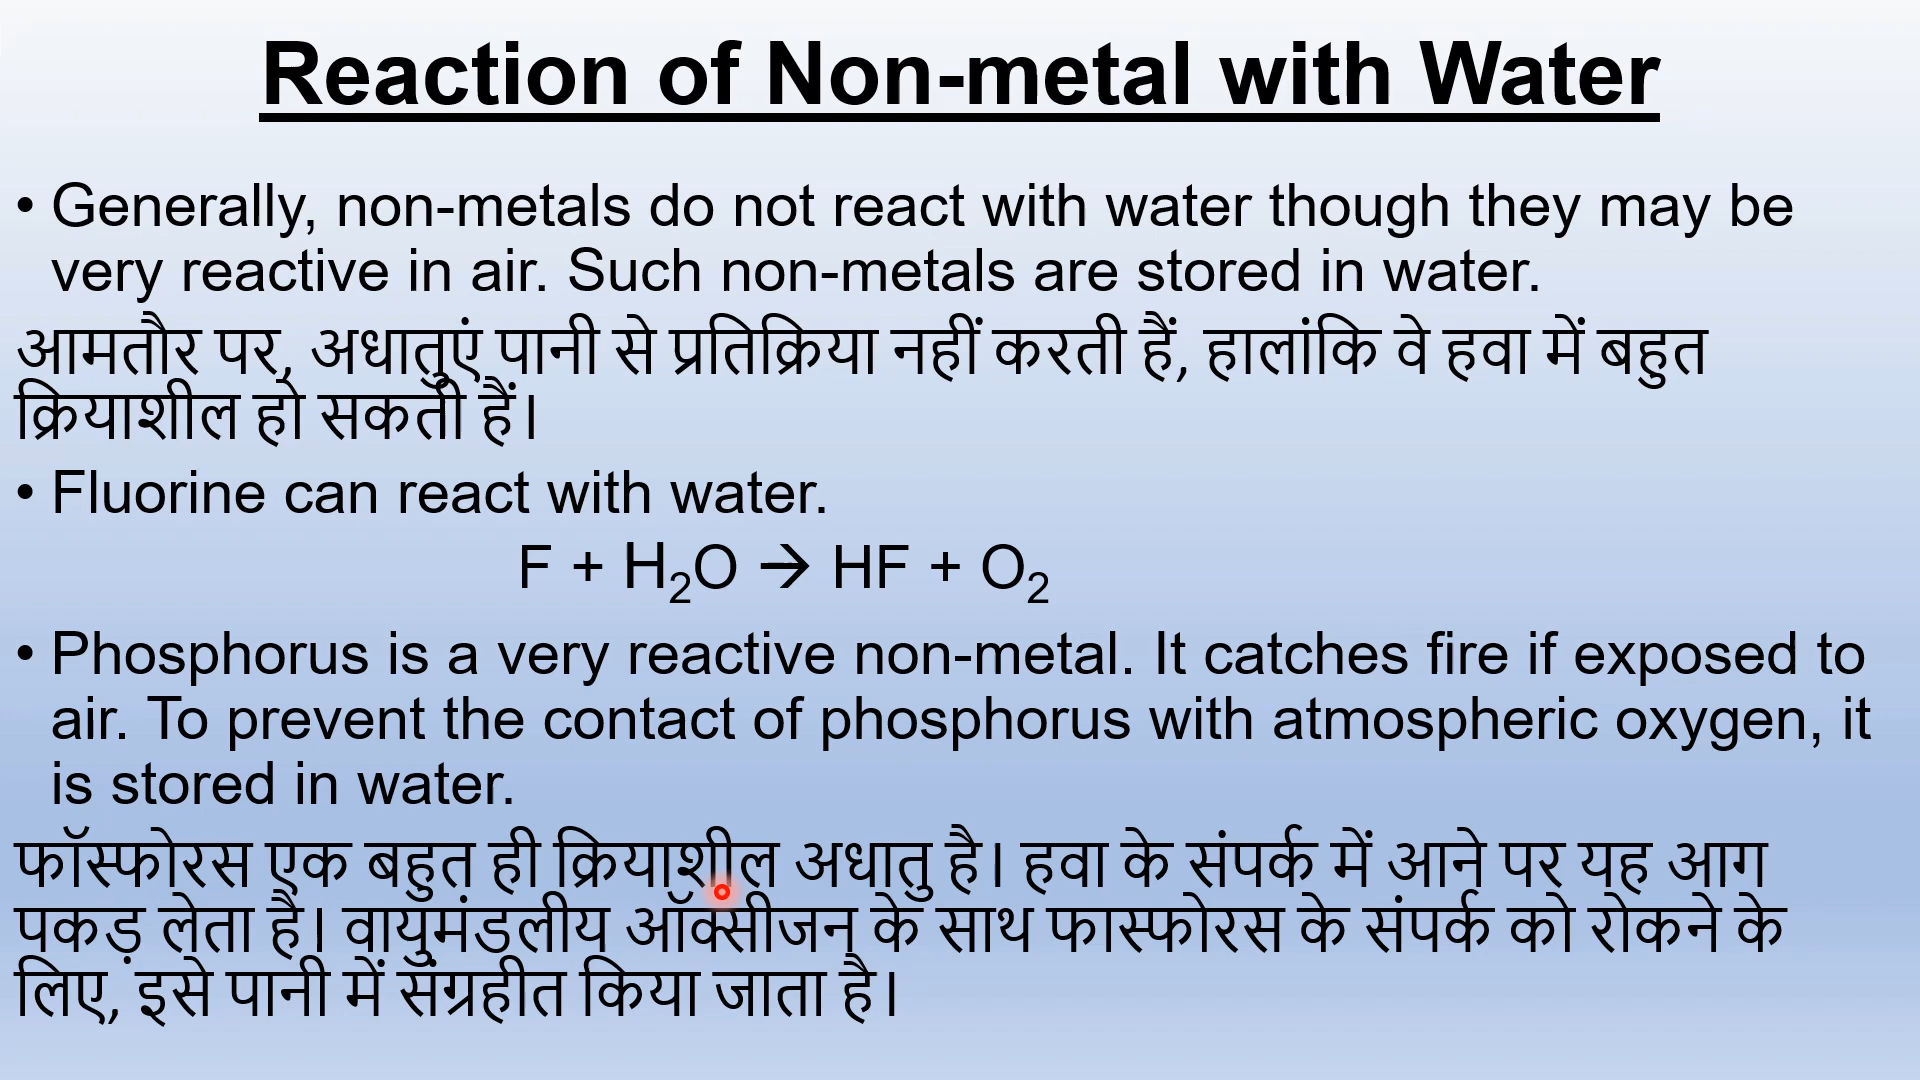 Reaction of Non-metal with Water
• Generally, non-metals do not react with water though they may be
very reactive in air. Such non-metals are stored in water.
आमतौर पर, अधातुएं पानी से प्रतिक्रिया नहीं करती हैं, हालांकि वे हवा में बहुत
क्रियाशील हो सकती हैं।
• Fluorine can react with water.
F + H₂O → HF + O₂
• Phosphorus is a very reactive non-metal. It catches fire if exposed to
air. To prevent the contact of phosphorus with atmospheric oxygen, it
is stored in water.
फॉस्फोरस एक बहुत ही क्रियाशील अधातु है। हवा के संपर्क में आने पर यह आग
पकड़ लेता है। वायुमंडलीय ऑक्सीजन के साथ फास्फोरस के संपर्क को रोकने के
लिए, इसे पानी में संग्रहीत किया जाता है।